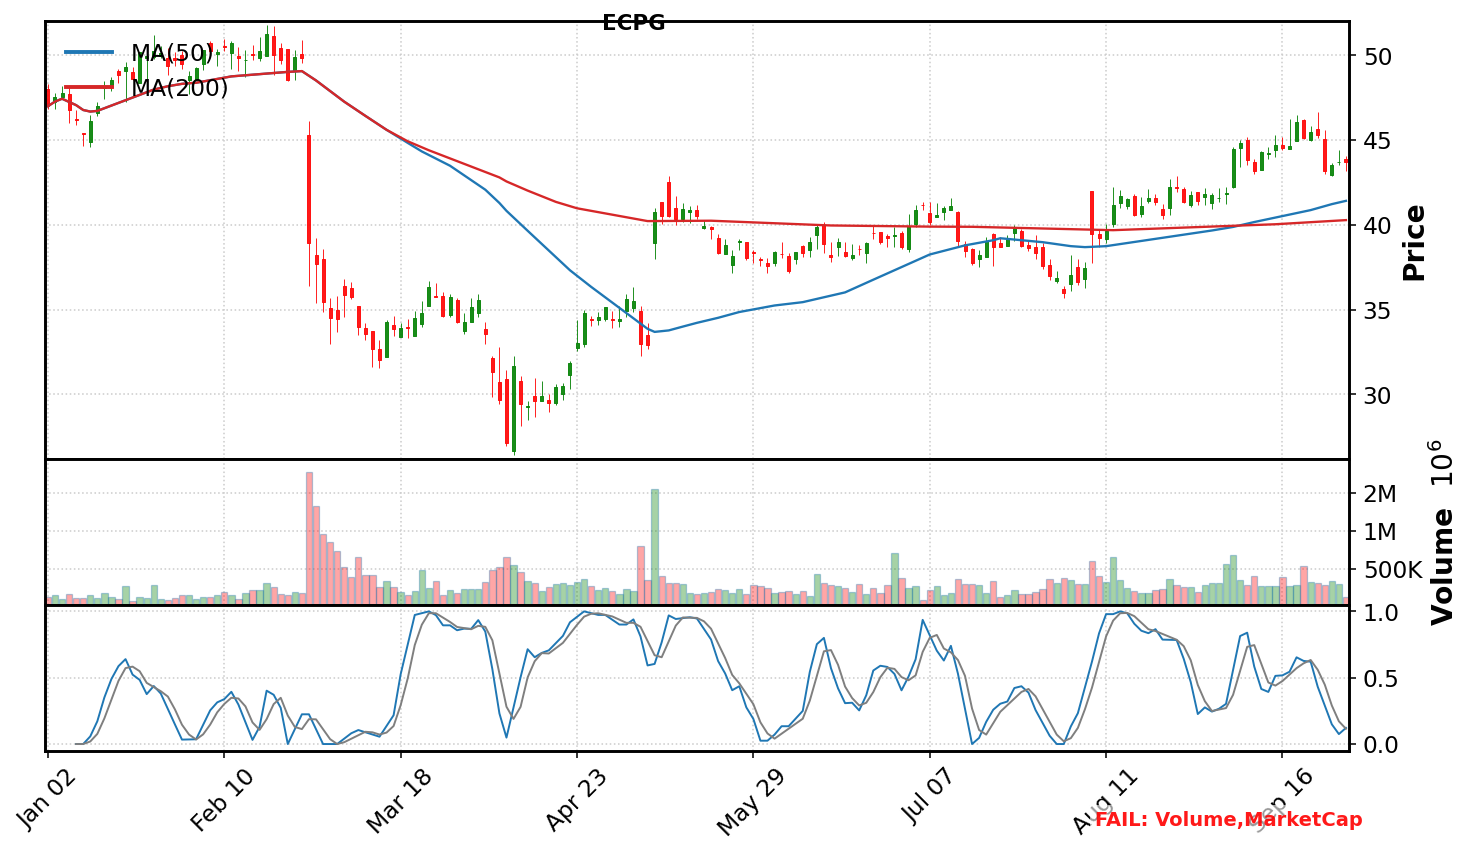 ECPG
MA(50)
MA(200)
50
45
40
35
30
Price
2M
1M
500K
Volume 10^6
1.0
0.5
0.0
Jan 02
Feb 10
Mar 18
Apr 23
May 29
Jul 07
Aug 11
Sep 16
FAIL: Volume,MarketCap